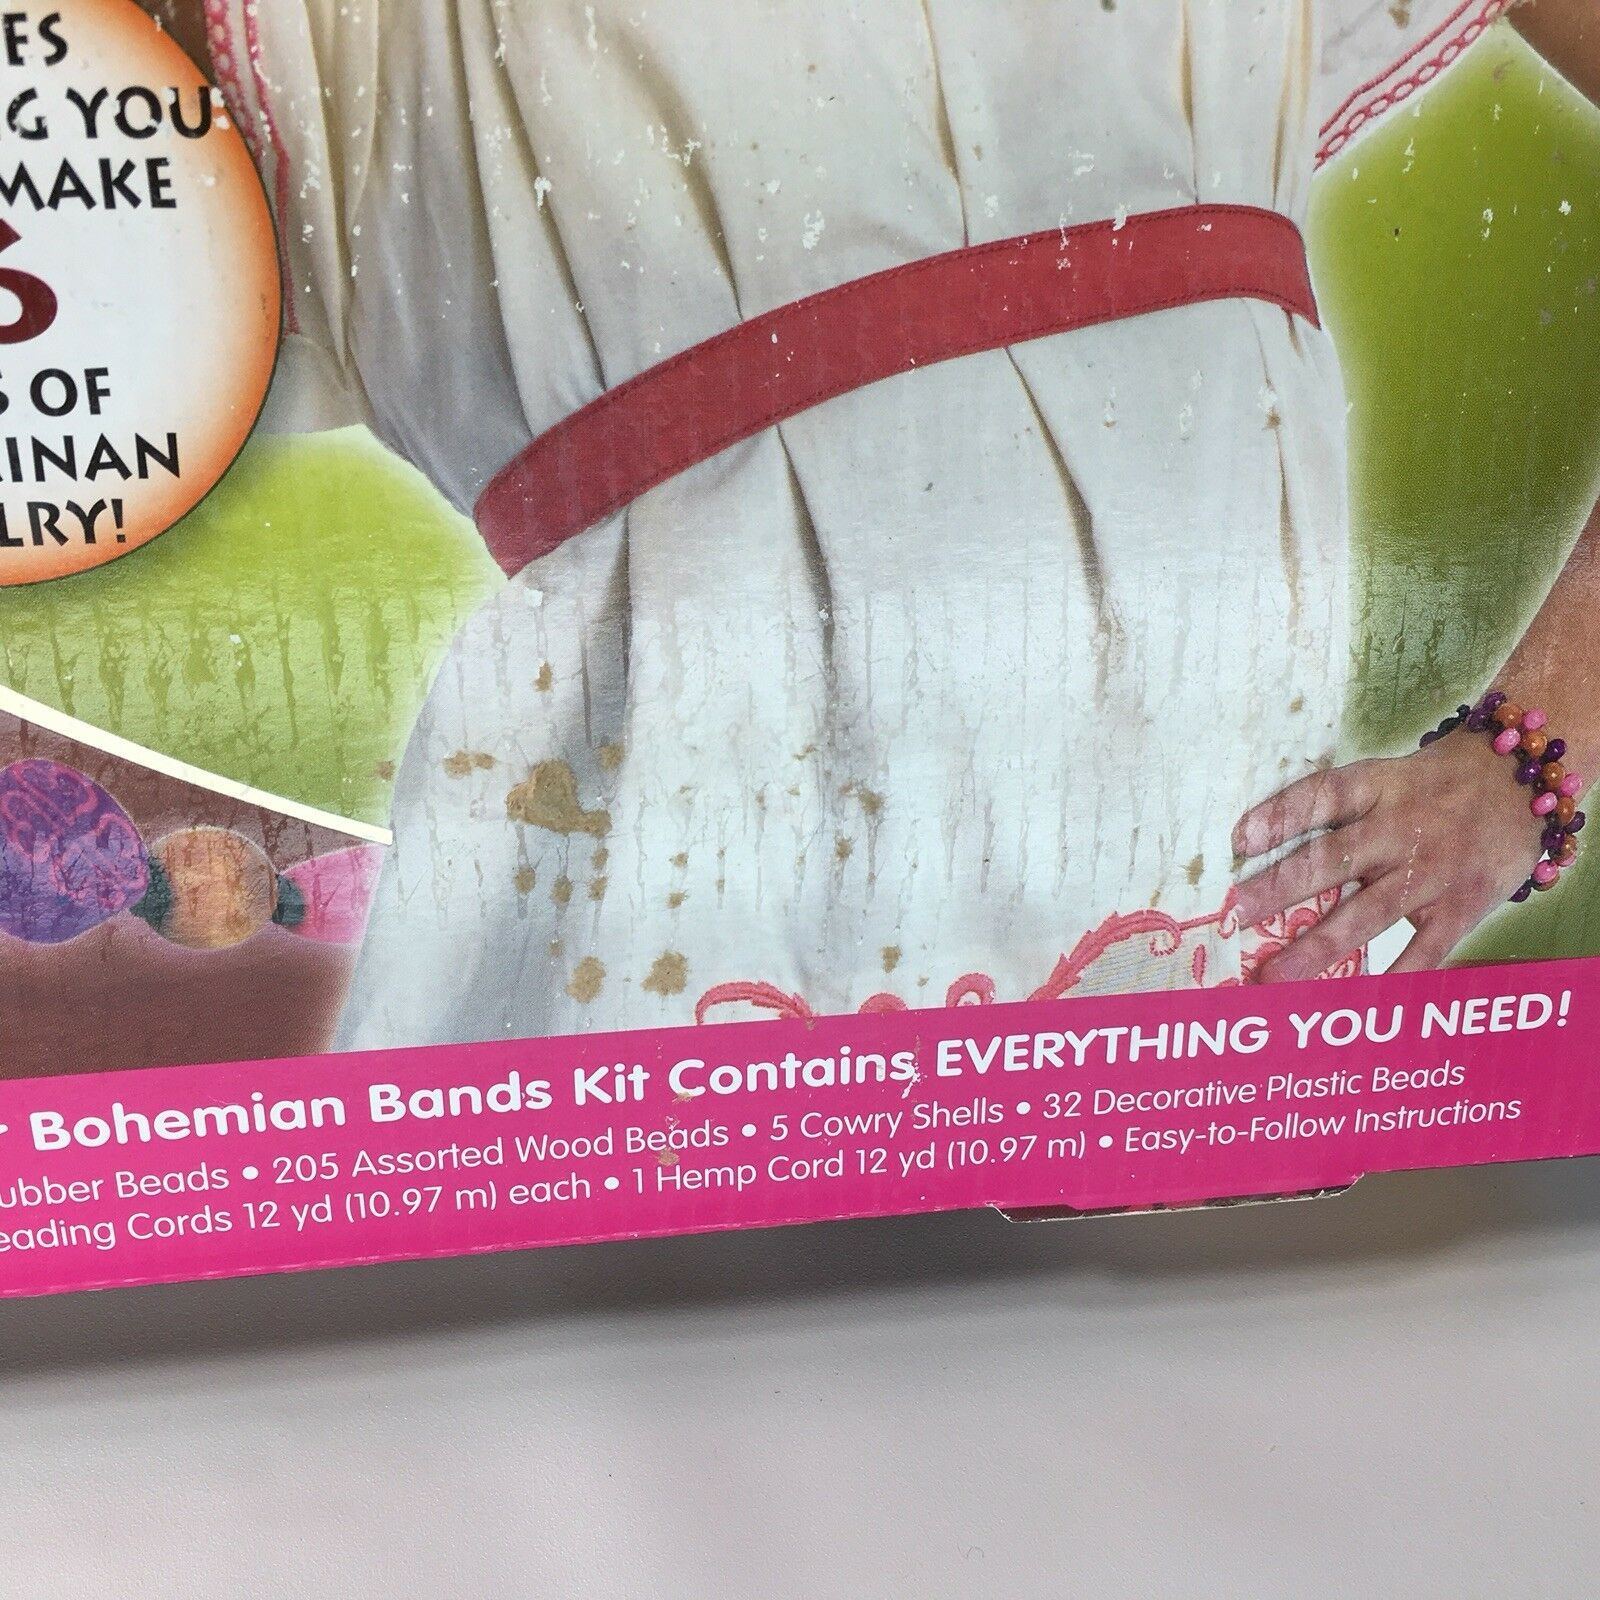 ES
G YOU
MAKE
6
S OF
INAN
LRY!
Bohemian Bands Kit Contains EVERYTHING YOU NEED!
ubber Beads • 205 Assorted Wood Beads • 5 Cowry Shells • 32 Decorative Plastic Beads
eading Cords 12 yd (10.97 m) each • 1 Hemp Cord 12 yd (10.97 m) • Easy-to-Follow Instructions